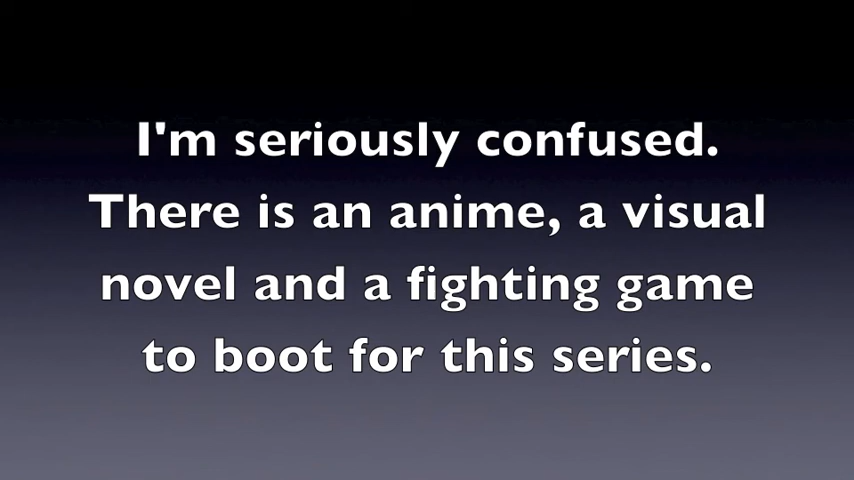 I'm seriously confused.
There is an anime, a visual
novel and a fighting game
to boot for this series.